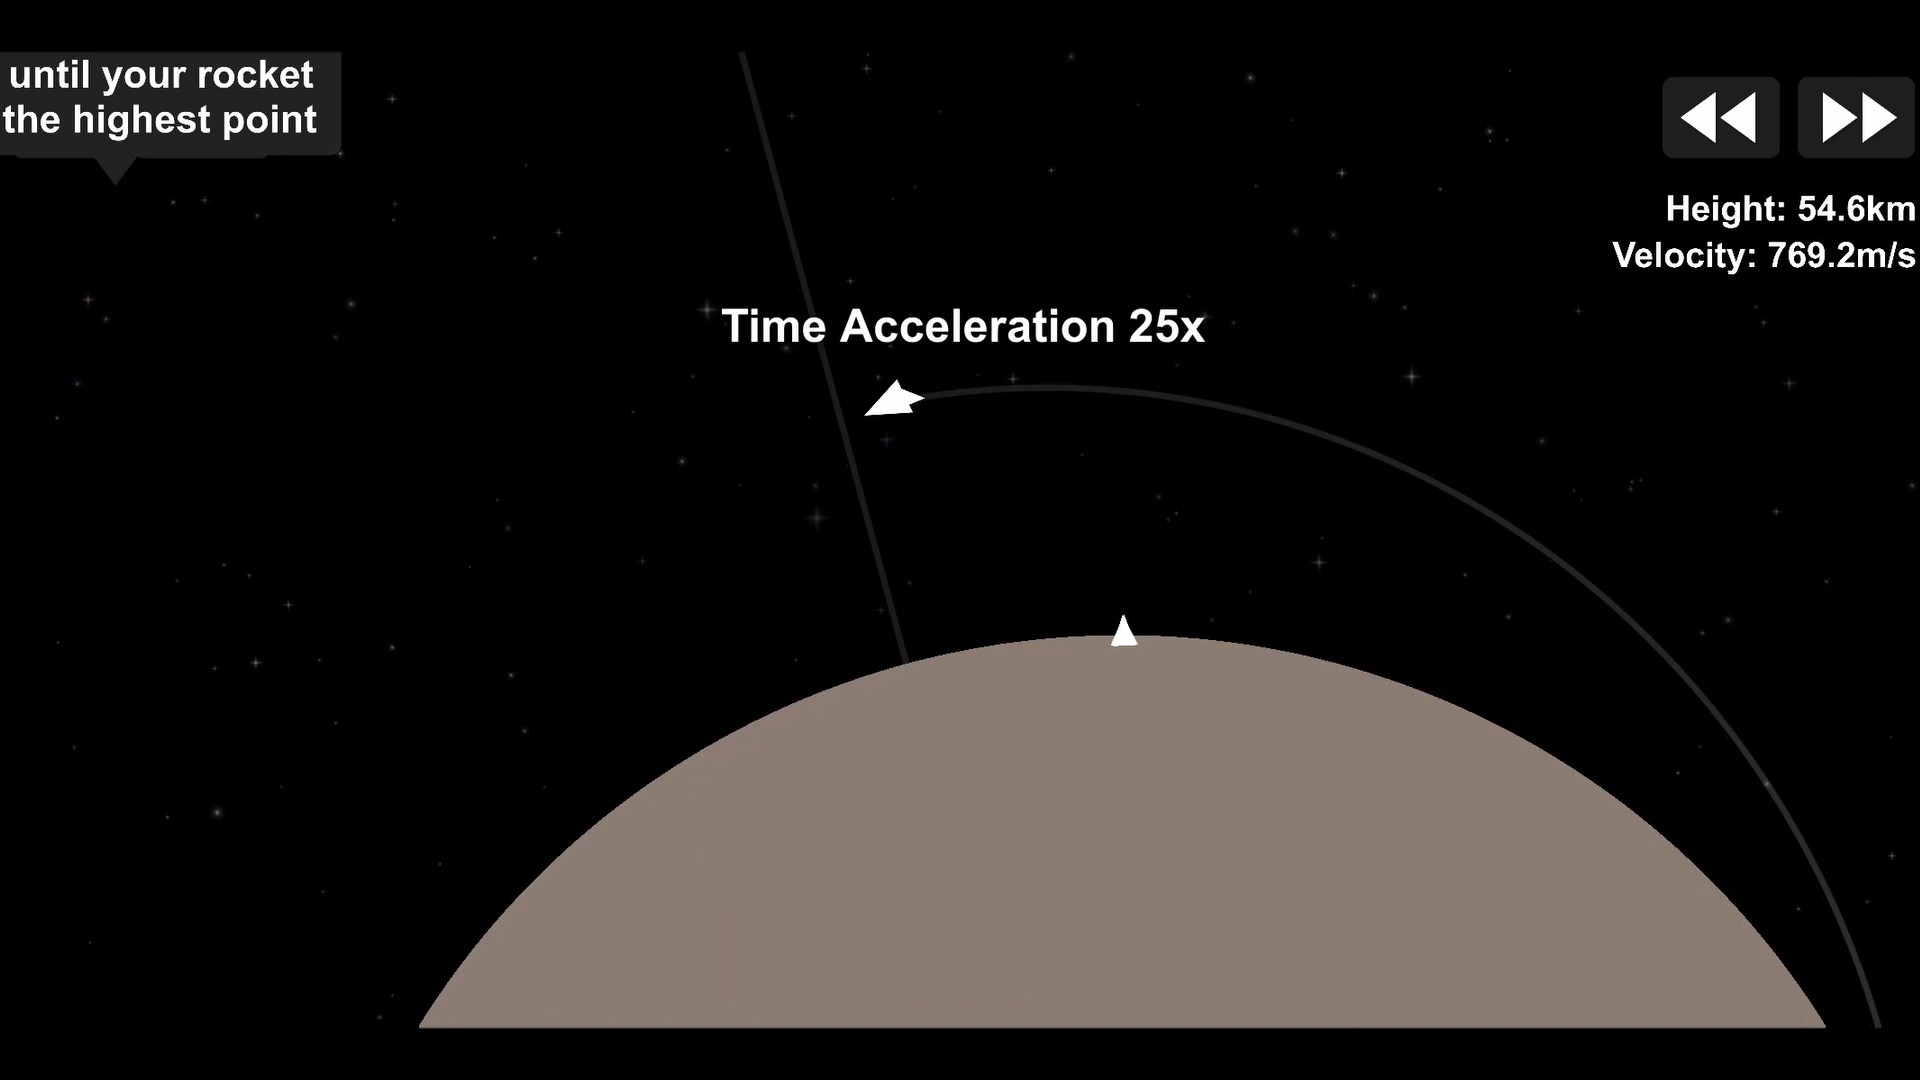 until your rocket
the highest point
Height: 54.6km
Velocity: 769.2m/s
Time Acceleration 25x